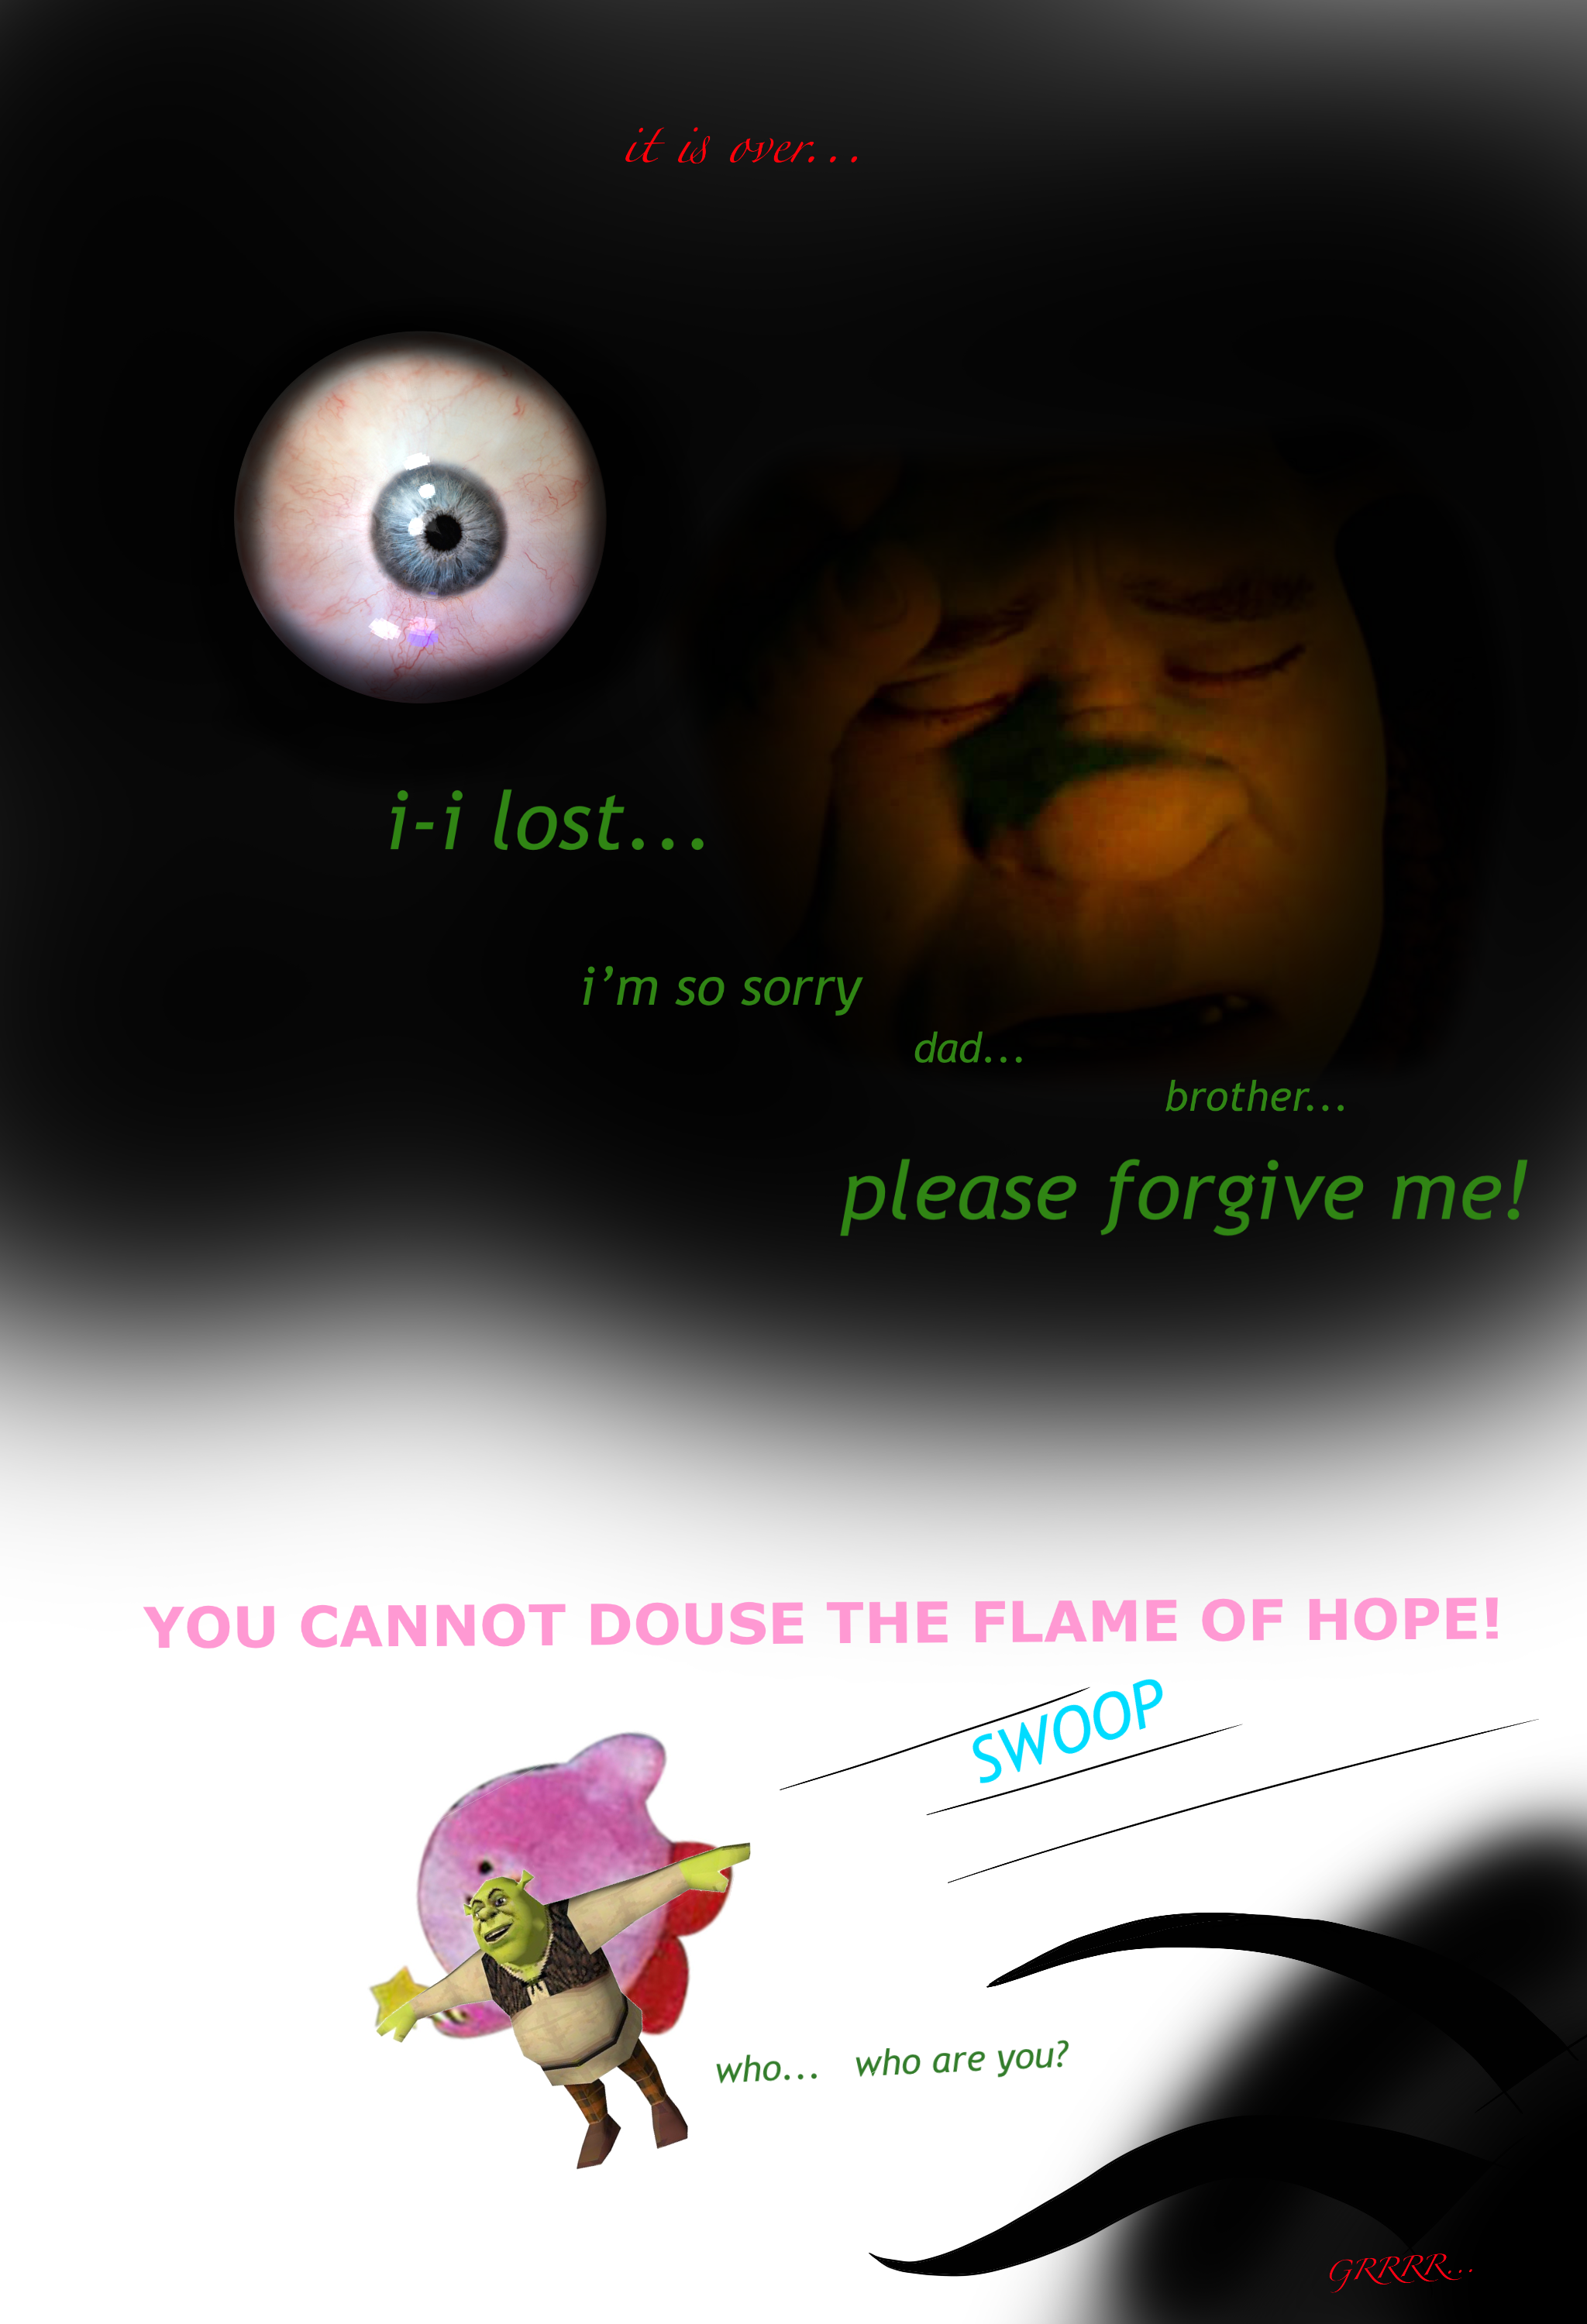 it is over...
i-i lost...
i'm so sorry
dad...
brother...
please forgive me!
YOU CANNOT DOUSE THE FLAME OF HOPE!
SWOOP
who... who are you?
GRRRR...